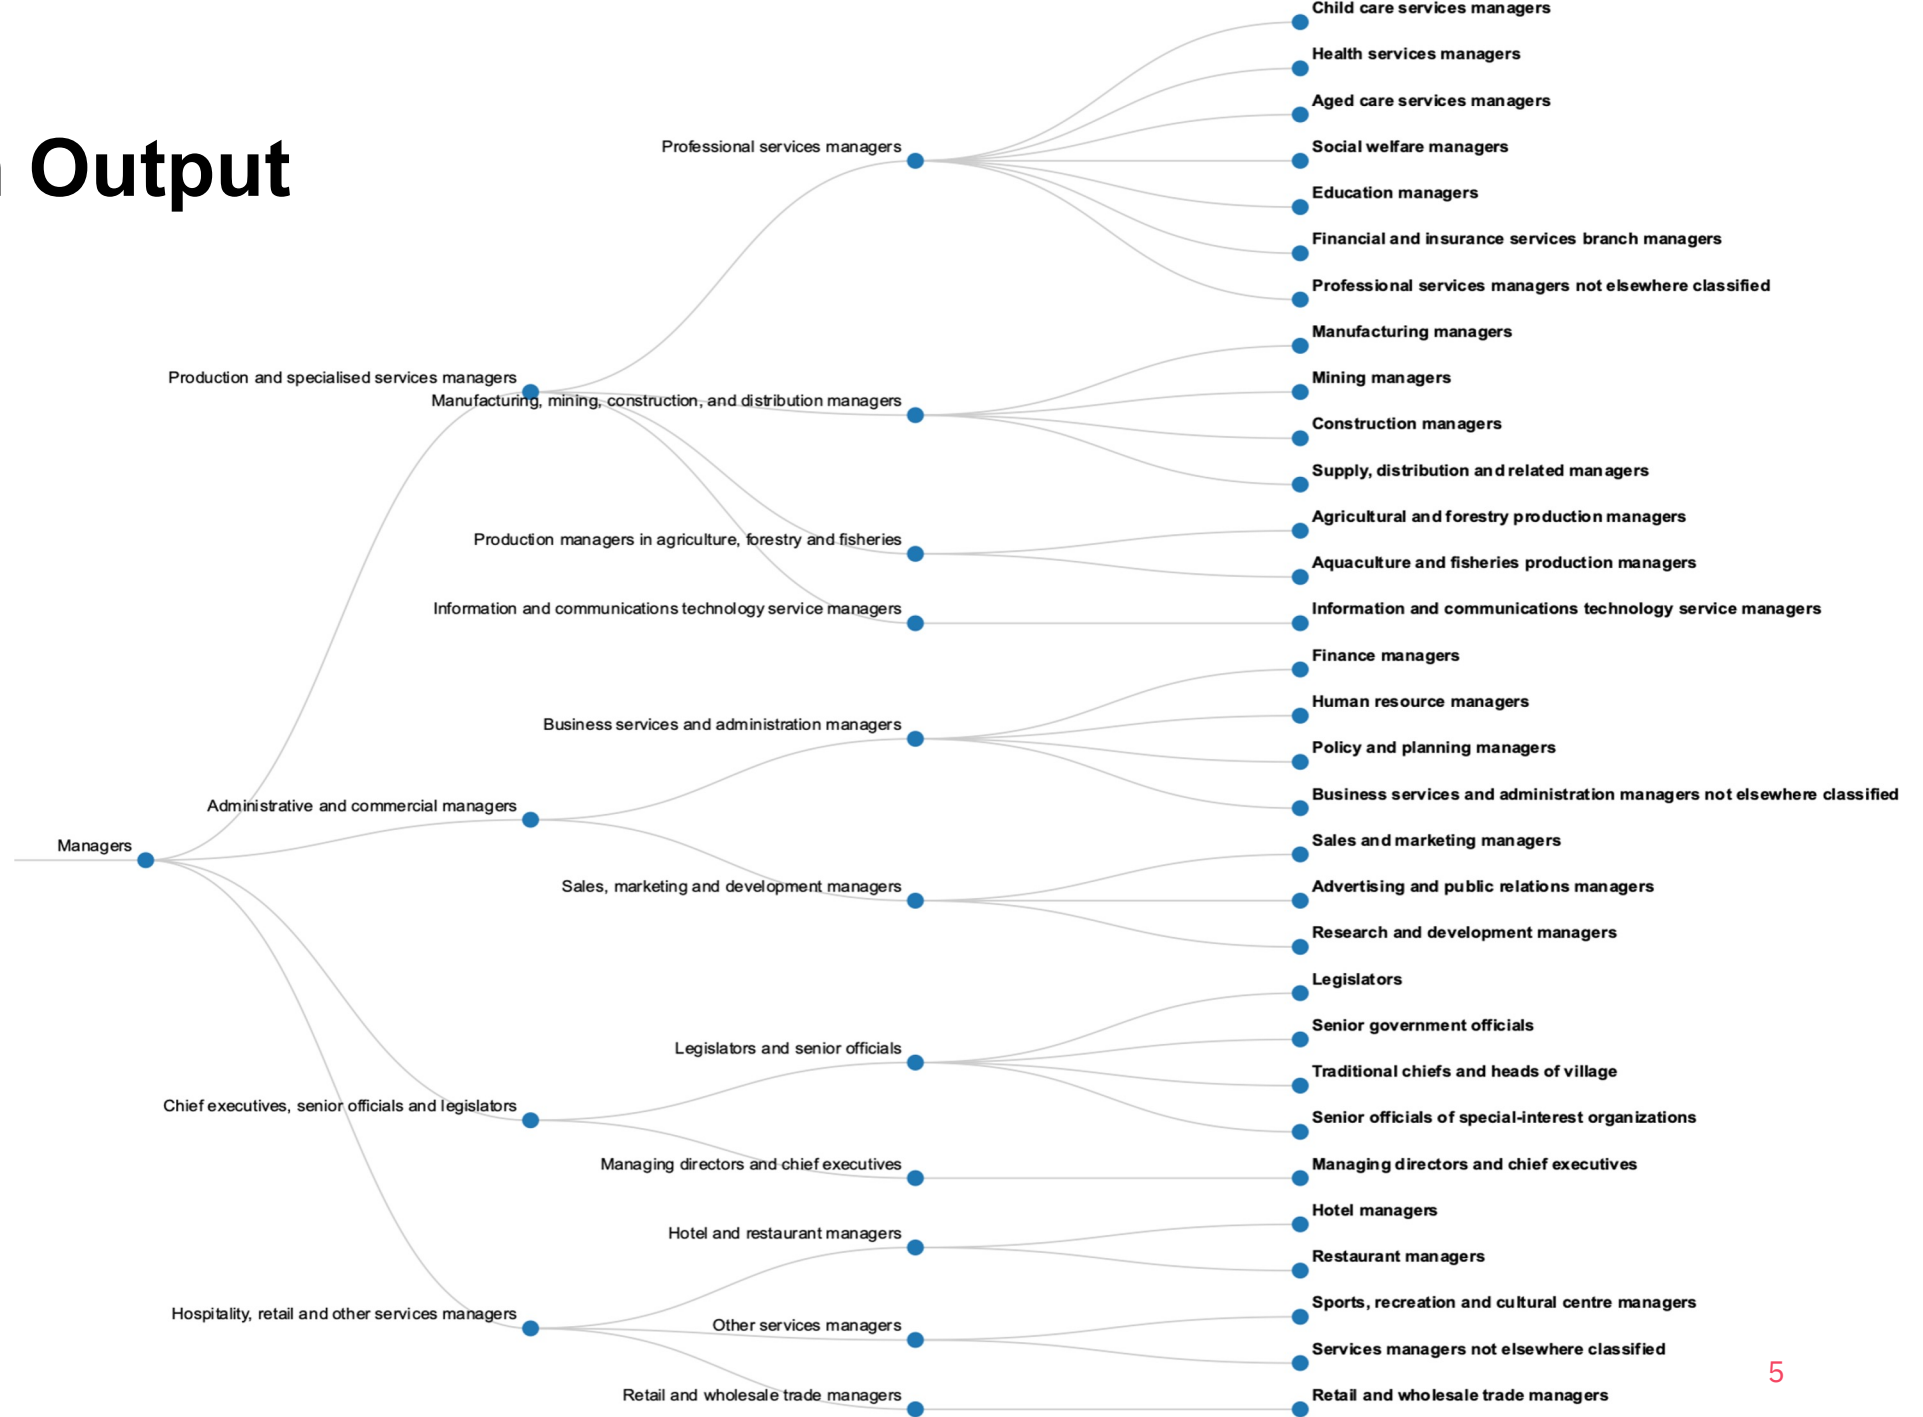 Output
Managers
Production and specialised services managers
Administrative and commercial managers
Chief executives, senior officials and legislators
Hospitality, retail and other services managers
Professional services managers
Manufacturing, mining, construction, and distribution managers
Production managers in agriculture, forestry and fisheries
Information and communications technology service managers
Business services and administration managers
Sales, marketing and development managers
Legislators and senior officials
Managing directors and chief executives
Hotel and restaurant managers
Other services managers
Retail and wholesale trade managers
Child care services managers
Health services managers
Aged care services managers
Social welfare managers
Education managers
Financial and insurance services branch managers
Professional services managers not elsewhere classified
Manufacturing managers
Mining managers
Construction managers
Supply, distribution and related managers
Agricultural and forestry production managers
Aquaculture and fisheries production managers
Information and communications technology service managers
Finance managers
Human resource managers
Policy and planning managers
Business services and administration managers not elsewhere classified
Sales and marketing managers
Advertising and public relations managers
Research and development managers
Legislators
Senior government officials
Traditional chiefs and heads of village
Senior officials of special-interest organizations
Managing directors and chief executives
Hotel managers
Restaurant managers
Sports, recreation and cultural centre managers
Services managers not elsewhere classified
Retail and wholesale trade managers
5